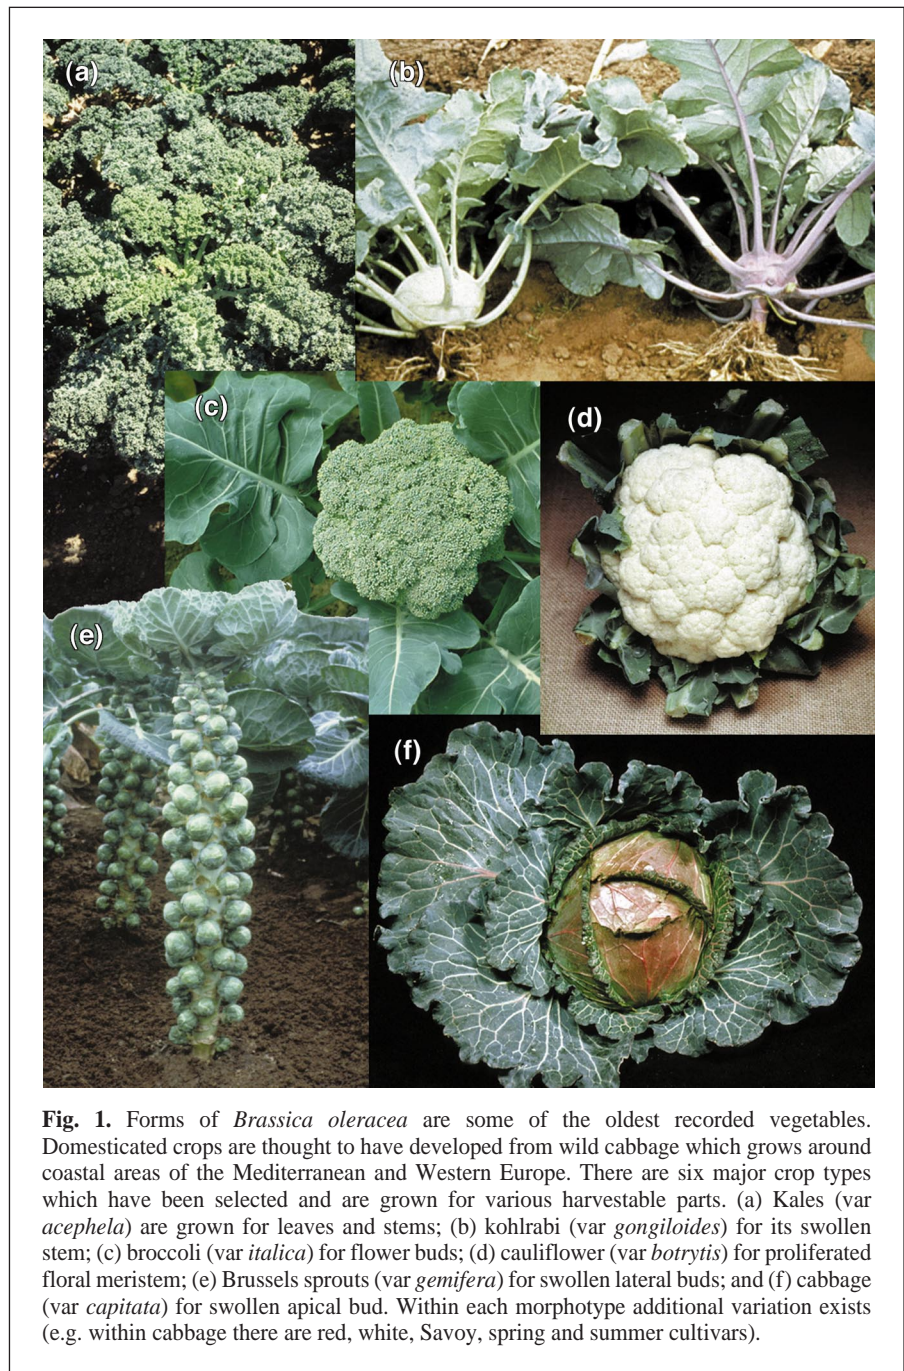 (a)
(b)
(c)
(d)
(e)
(f)
Fig. 1. Forms of Brassica oleracea are some of the oldest recorded vegetables.
Domesticated crops are thought to have developed from wild cabbage which grows around
coastal areas of the Mediterranean and Western Europe. There are six major crop types
which have been selected and are grown for various harvestable parts. (a) Kales (var
acephela) are grown for leaves and stems; (b) kohlrabi (var gongiloides) for its swollen
stem; (c) broccoli (var italica) for flower buds; (d) cauliflower (var botrytis) for proliferated
floral meristem; (e) Brussels sprouts (var gemifera) for swollen lateral buds; and (f) cabbage
(var capitata) for swollen apical bud. Within each morphotype additional variation exists
(e.g. within cabbage there are red, white, Savoy, spring and summer cultivars).